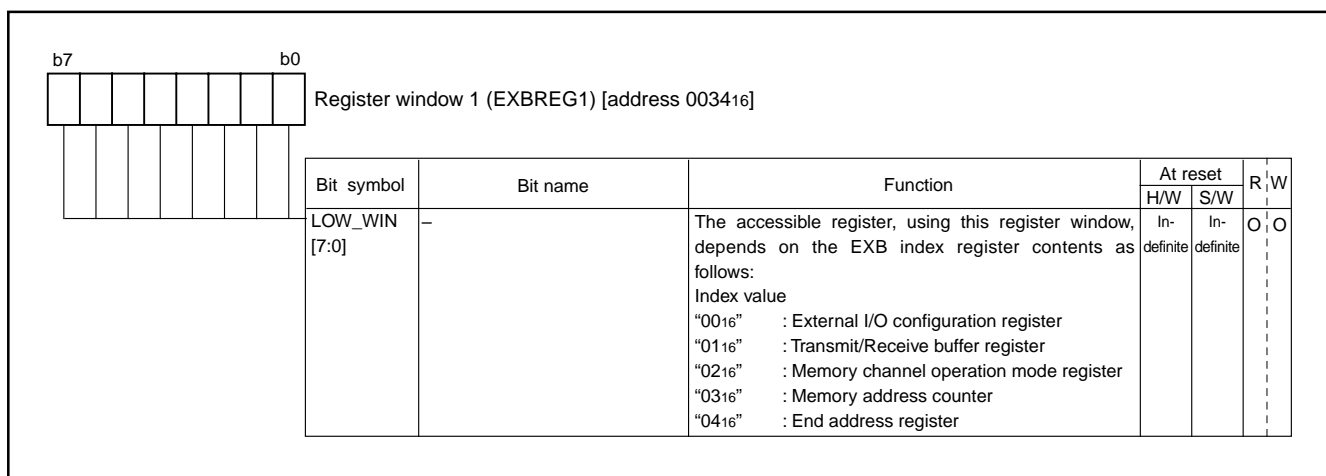 b7 b0
Register window 1 (EXBREG1) [address 003416]
Bit symbol Bit name Function At reset R W
H/W S/W
LOW_WIN – The accessible register, using this register window, In- In- O O
[7:0] depends on the EXB index register contents as definite definite
follows:
Index value
“0016” : External I/O configuration register
“0116” : Transmit/Receive buffer register
“0216” : Memory channel operation mode register
“0316” : Memory address counter
“0416” : End address register